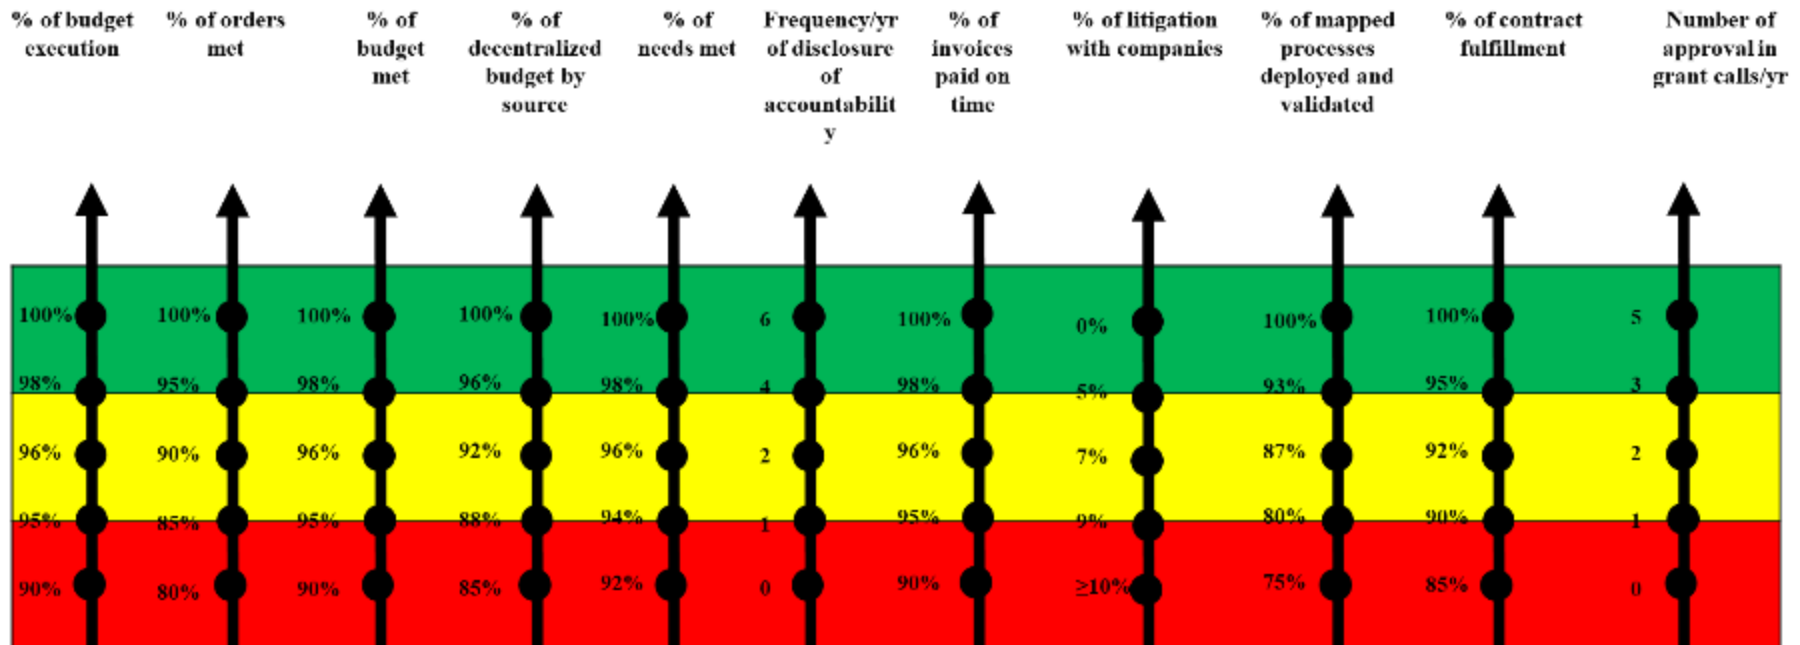 % of budget
execution
% of orders
met
% of
budget
met
% of
decentralized
budget by
source
% of
needs met
Frequency/yr
of disclosure
of
accountabilit
y
% of
invoices
paid on
time
% of litigation
with companies
% of mapped
processes
deployed and
validated
% of contract
fulfillment
Number of
approval in
grant calls/yr
100% 100% 100% 100% 100% 6 100% 0% 100% 100% 5
98% 95% 98% 96% 98% 4 98% 5% 93% 95% 3
96% 90% 96% 92% 96% 2 96% 7% 87% 92% 2
95% 85% 95% 88% 94% 1 95% 9% 80% 90% 1
90% 80% 90% 85% 92% 0 90% ≥10% 75% 85% 0